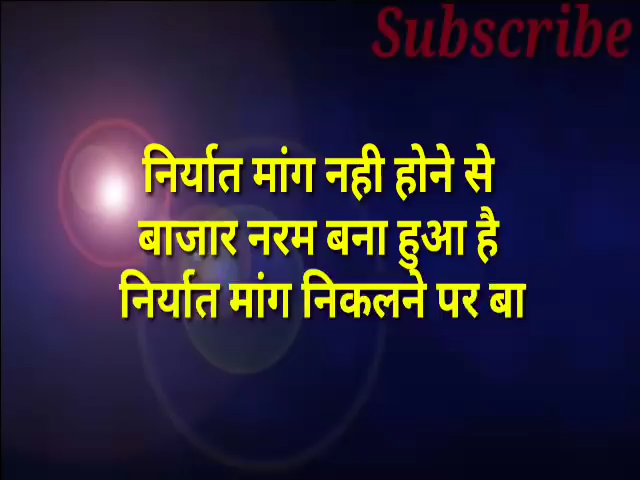 Subscribe
निर्यात मांग नही होने से
बाजार नरम बना हुआ है
निर्यात मांग निकलने पर बा